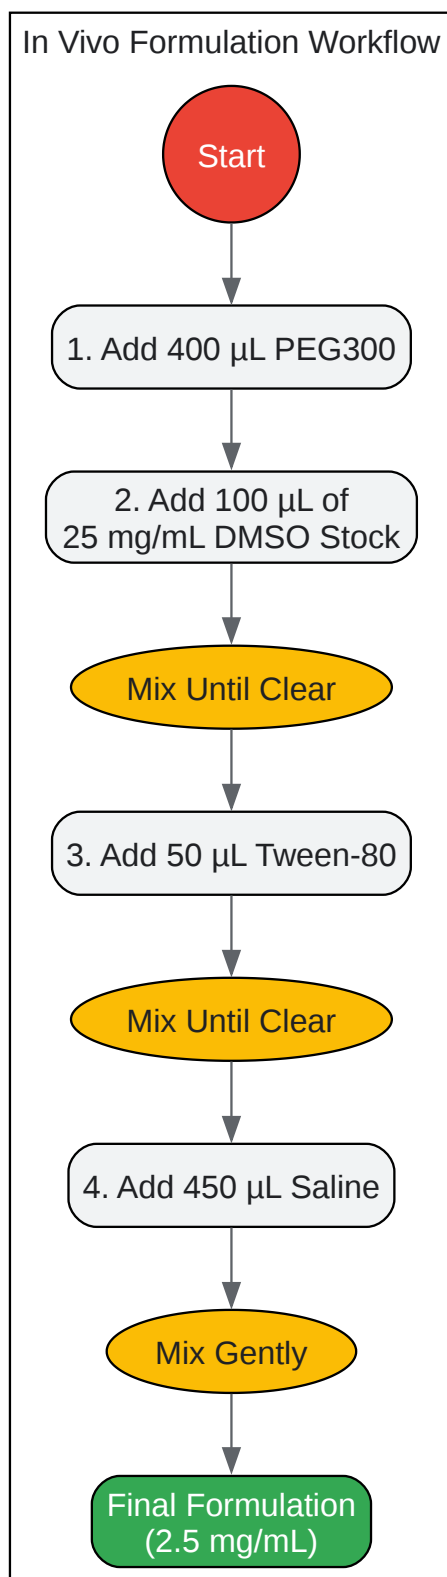 In Vivo Formulation Workflow
Start
1. Add 400 µL PEG300
2. Add 100 µL of
25 mg/mL DMSO Stock
Mix Until Clear
3. Add 50 µL Tween-80
Mix Until Clear
4. Add 450 µL Saline
Mix Gently
Final Formulation
(2.5 mg/mL)